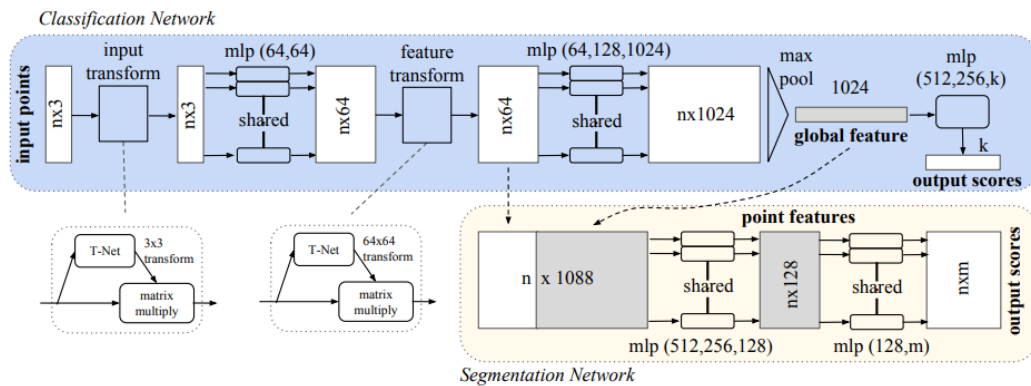 Classification Network
input points
nx3
input
transform
nx3
mlp (64,64)
shared
nx64
feature
transform
nx64
mlp (64,128,1024)
shared
nx1024
max
pool
1024
global feature
mlp
(512,256,k)
k
output scores
T-Net
3x3
transform
matrix
multiply
T-Net
64x64
transform
matrix
multiply
point features
n x 1088
shared
mlp (512,256,128)
nx128
shared
mlp (128,m)
nxm
output scores
Segmentation Network